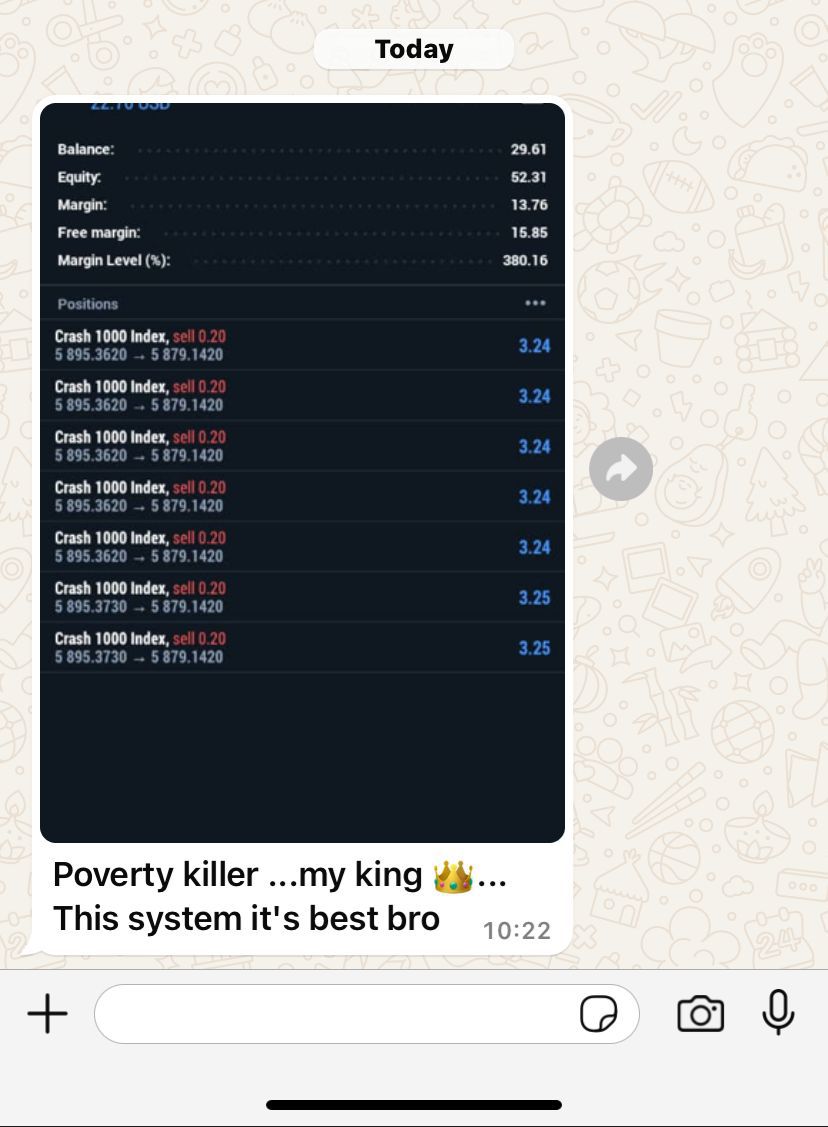 Today
22.70 USD
Balance: 29.61
Equity: 52.31
Margin: 13.76
Free margin: 15.85
Margin Level (%): 380.16
Positions
Crash 1000 Index, sell 0.20
5 895.3620 → 5 879.1420 3.24
Crash 1000 Index, sell 0.20
5 895.3620 → 5 879.1420 3.24
Crash 1000 Index, sell 0.20
5 895.3620 → 5 879.1420 3.24
Crash 1000 Index, sell 0.20
5 895.3620 → 5 879.1420 3.24
Crash 1000 Index, sell 0.20
5 895.3620 → 5 879.1420 3.24
Crash 1000 Index, sell 0.20
5 895.3730 → 5 879.1420 3.25
Crash 1000 Index, sell 0.20
5 895.3730 → 5 879.1420 3.25
Poverty killer ...my king 👑...
This system it's best bro
10:22